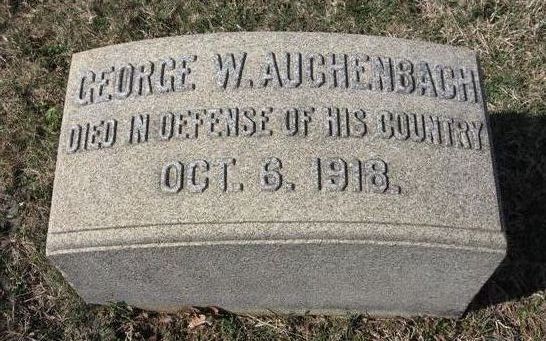 GEORGE W. AUCHENBACH
DIED IN DEFENSE OF HIS COUNTRY
OCT. 6. 1918.